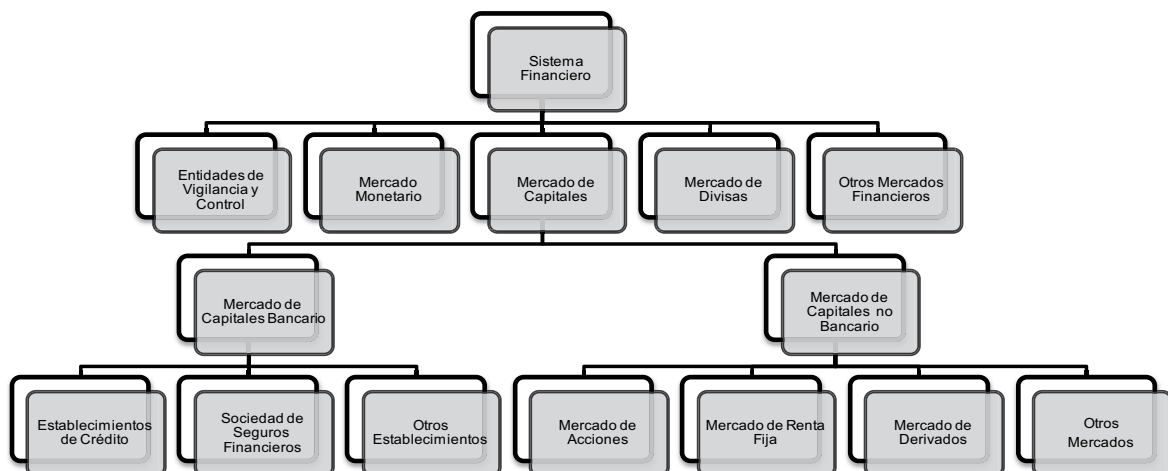 Sistema
Financiero
Entidades de
Vigilancia y
Control
Mercado
Monetario
Mercado de
Capitales
Mercado de
Divisas
Otros Mercados
Financieros
Mercado de
Capitales Bancario
Mercado de
Capitales no
Bancario
Establecimientos
de Crédito
Sociedad de
Seguros
Financieros
Otros
Establecimientos
Mercado de
Acciones
Mercado de Renta
Fija
Mercado de
Derivados
Otros
Mercados